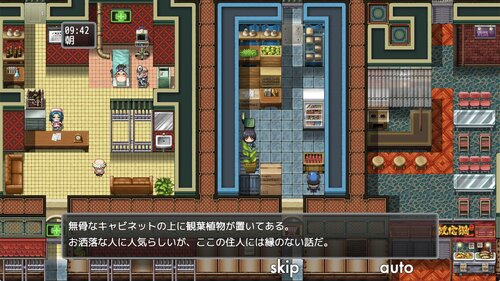 09:42
朝
無骨なキャビネットの上に観葉植物が置いてある。
お洒落な人に人気らしいが、ここの住人には縁のない話だ。
skip
auto